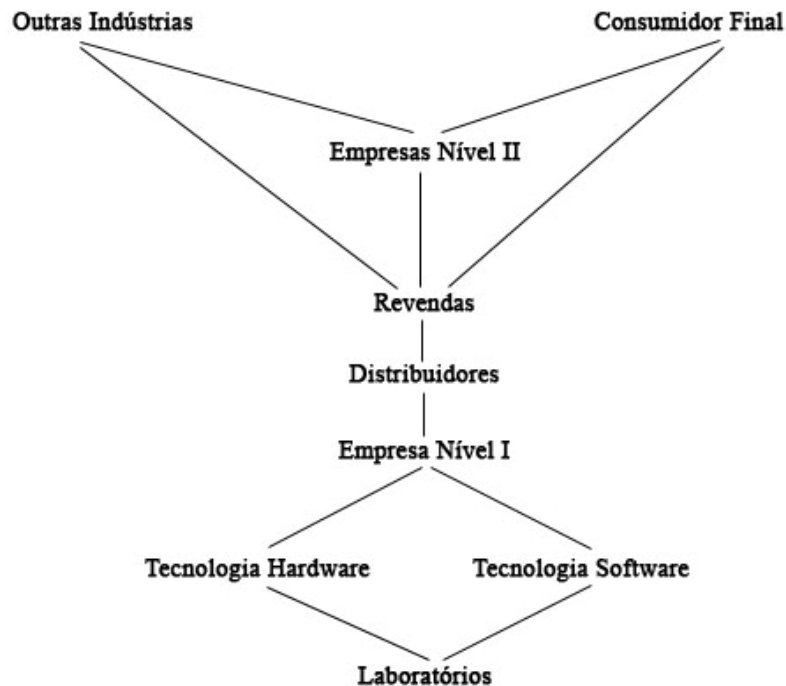 Outras Indústrias
Consumidor Final
Empresas Nível II
Revendas
Distribuidores
Empresa Nível I
Tecnologia Hardware
Tecnologia Software
Laboratórios